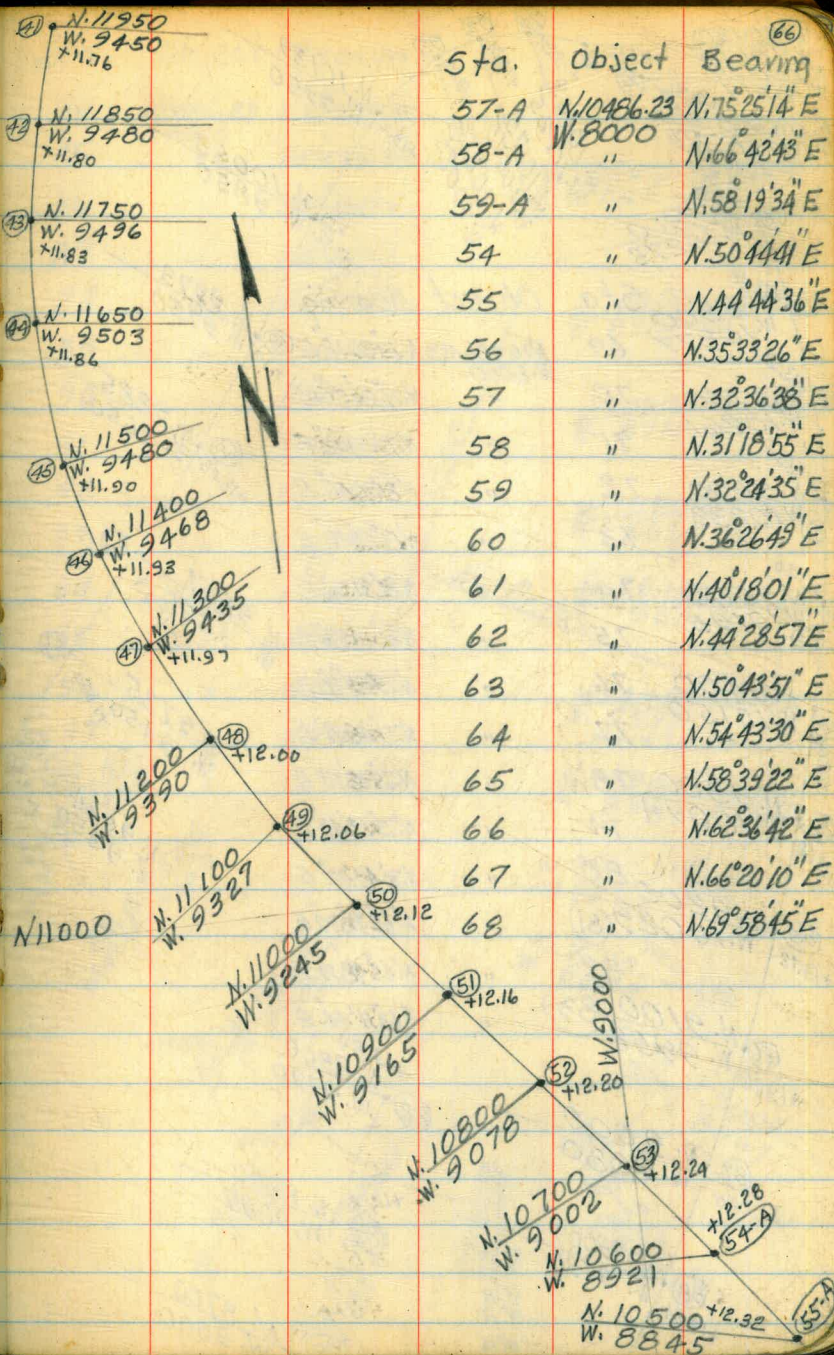 66
Sta. Object Bearing
57-A N.10486.23 N.75°25'14" E
W.8000
58-A " N.66°42'43" E
59-A " N.58°19'34" E
54 " N.50°44'41" E
55 " N.44°44'36" E
56 " N.35°33'26" E
57 " N.32°36'38" E
58 " N.31°18'55" E
59 " N.32°24'35" E
60 " N.36°26'49" E
61 " N.40°18'01" E
62 " N.44°28'57" E
63 " N.50°43'51" E
64 " N.54°43'30" E
65 " N.58°39'22" E
66 " N.62°36'42" E
67 " N.66°20'10" E
68 " N.69°58'45" E
41 N. 11950
W. 9450
+11.76
42 N. 11850
W. 9480
+11.80
43 N. 11750
W. 9496
+11.83
44 N. 11650
W. 9503
+11.86
N
45 N. 11500
W. 9480
+11.90
46 N. 11400
W. 9468
+11.93
47 N. 11300
W. 9435
+11.97
48 +12.00
N. 11200
W. 9390
49 +12.06
N. 11100
W. 9327
50 +12.12
N11000
N. 11000
W. 9245
51 +12.16
N. 10900
W. 9165
W.9000
52 +12.20
N. 10800
W. 9078
53 +12.24
N. 10700
W. 9002
+12.28
54-A
N. 10600
W. 8921
55-A
N. 10500 +12.32
W. 8845